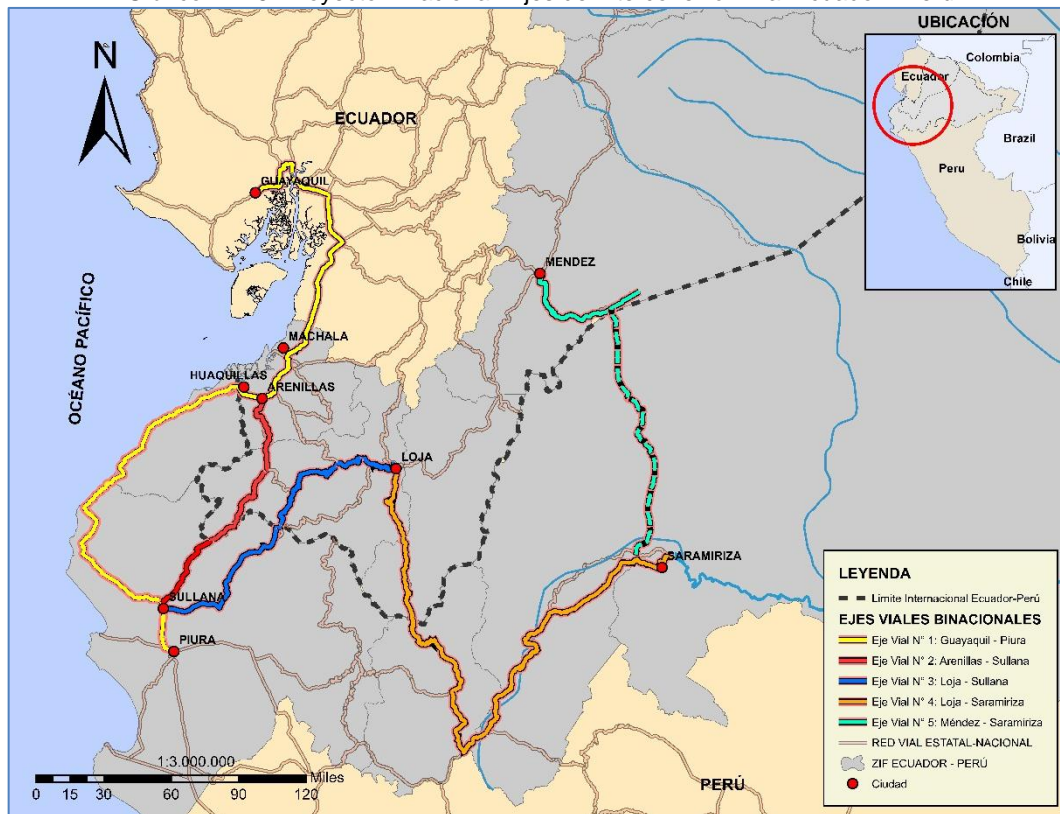 UBICACIÓN
Colombia
Ecuador
Brazil
Peru
Bolivia
Chile
N
ECUADOR
GUAYAQUIL
MENDEZ
OCÉANO PACÍFICO
MACHALA
HUAQUILLAS
ARENILLAS
LOJA
SARAMIRIZA
SULLANA
PIURA
PERÚ
1:3.000.000
Miles
0 15 30 60 90 120
LEYENDA
Límite Internacional Ecuador-Perú
EJES VIALES BINACIONALES
Eje Vial N° 1: Guayaquil - Piura
Eje Vial N° 2: Arenillas - Sullana
Eje Vial N° 3: Loja - Sullana
Eje Vial N° 4: Loja - Saramiriza
Eje Vial N° 5: Méndez - Saramiriza
RED VIAL ESTATAL-NACIONAL
ZIF ECUADOR - PERÚ
Ciudad